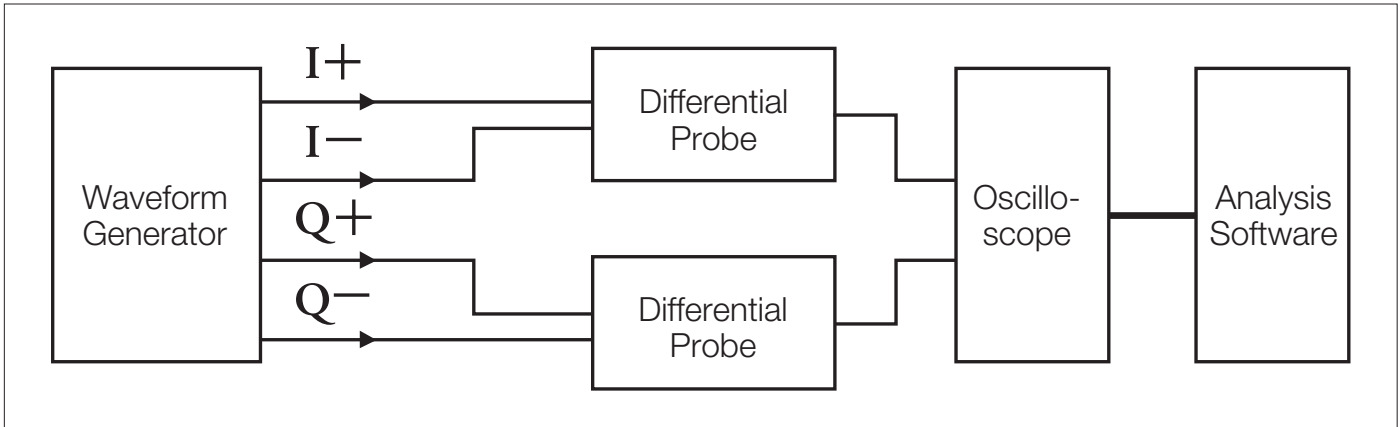 I+
I−
Q+
Q−
Waveform
Generator
Differential
Probe
Differential
Probe
Oscillo-
scope
Analysis
Software